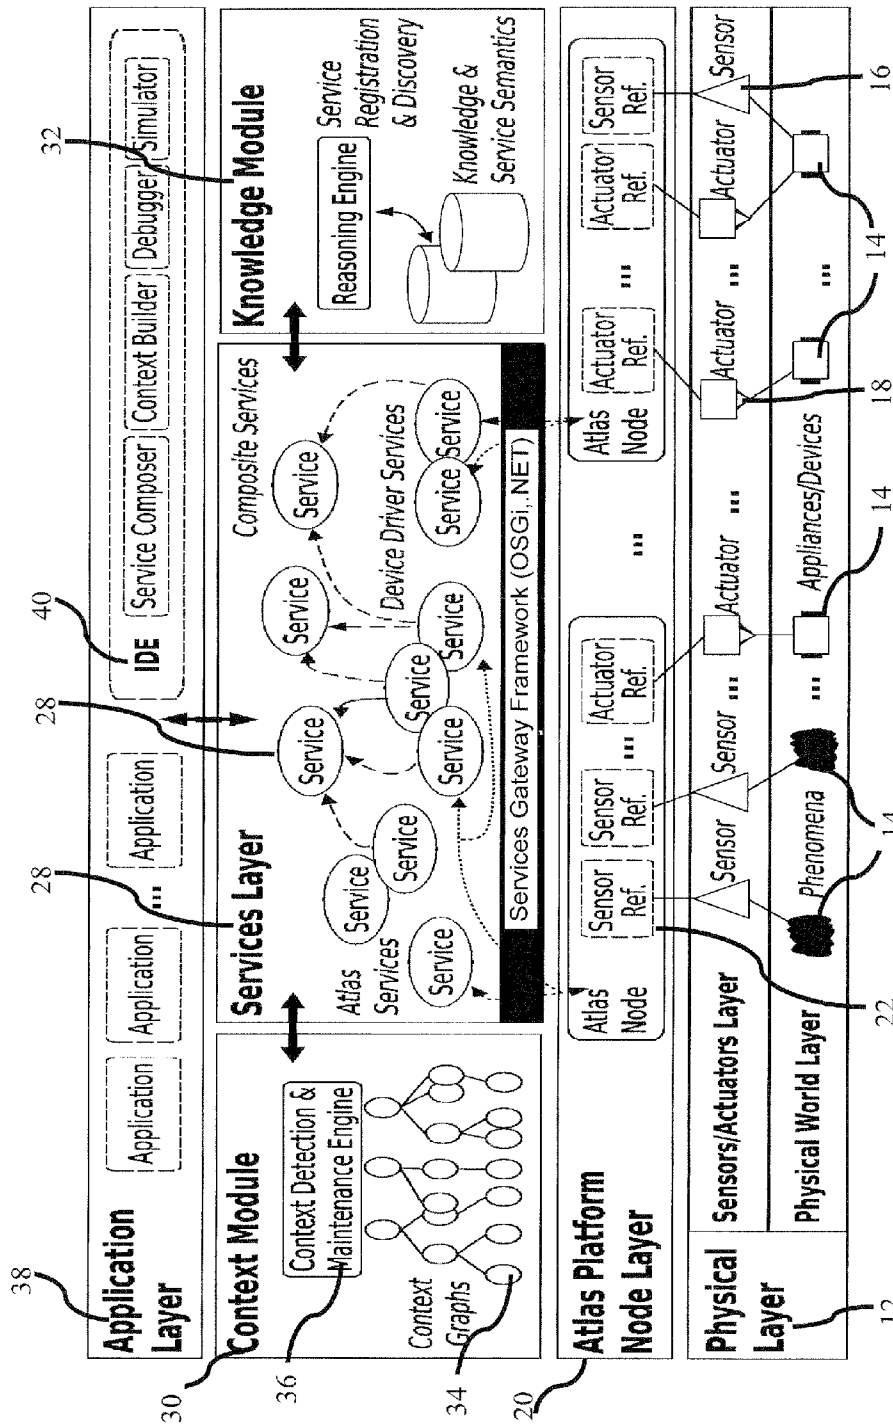 38
Application
Layer
Application
Application
...
Application
40
IDE
Service Composer
Context Builder
Debugger
Simulator
30
Context Module
36
Context Detection &
Maintenance Engine
Context
Graphs
34
28
Services Layer
28
Atlas
Services
Service
Service
Service
Service
Service
Service
Service
Service
Service
Service
Service
Composite Services
Device Driver Services
Services Gateway Framework (OSGi,.NET)
32
Knowledge Module
Reasoning Engine
Service
Registration
& Discovery
Knowledge &
Service Semantics
20
Atlas Platform
Node Layer
Atlas
Node
Sensor
Ref.
Sensor
Ref.
...
Actuator
Ref.
...
Atlas
Node
Actuator
Ref.
...
Actuator
Ref.
Sensor
Ref.
Physical
Layer
12
Sensors/Actuators Layer
Sensor
Sensor
...
Actuator
...
Actuator
...
Actuator
Sensor
Physical World Layer
Phenomena
...
Appliances/Devices
...
22
14
14
18
14
16